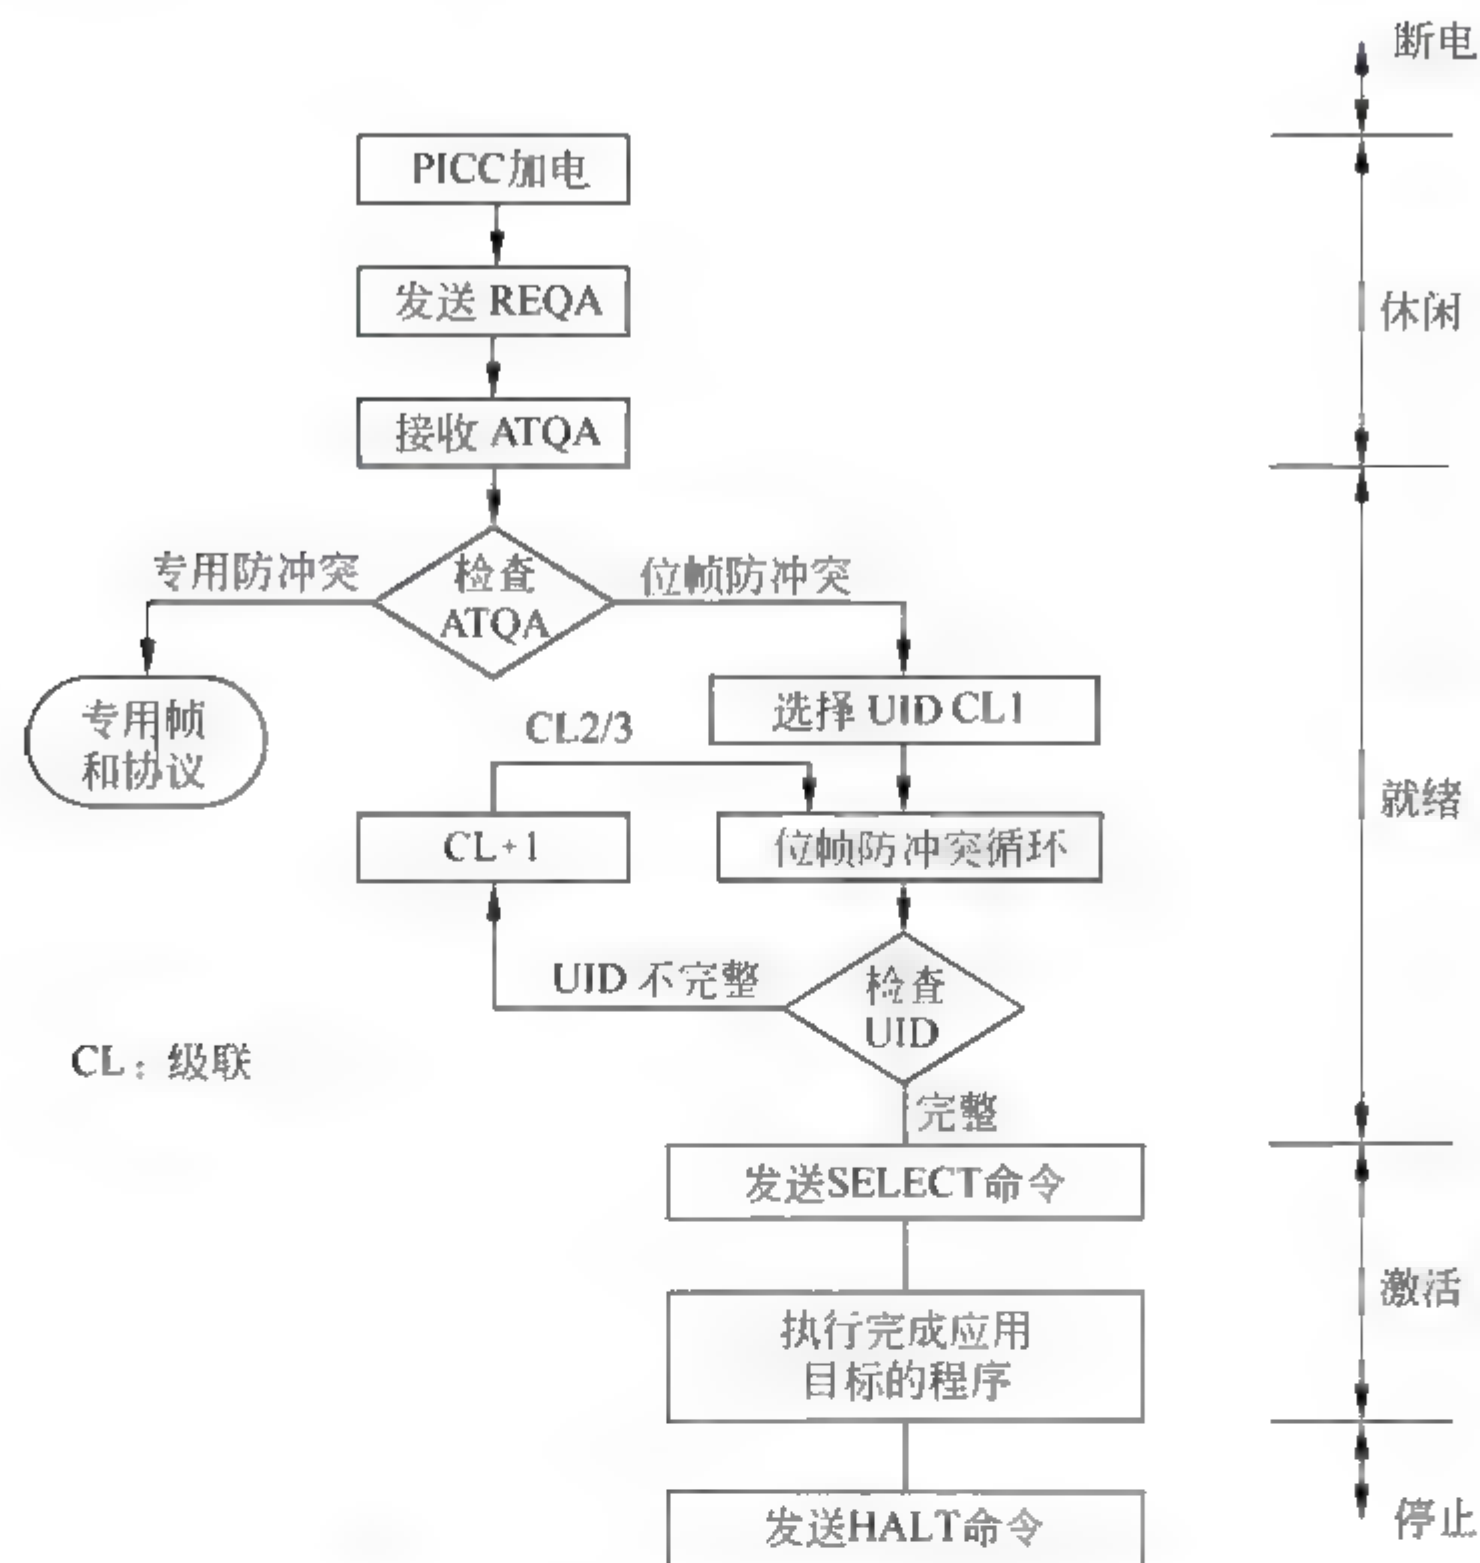 断电
PICC加电
发送 REQA
休闲
接收 ATQA
专用防冲突
检查
ATQA
位帧防冲突
专用帧
和协议
选择 UID CL1
CL2/3
就绪
CL+1
位帧防冲突循环
UID 不完整
检查
UID
CL：级联
完整
发送SELECT命令
激活
执行完成应用
目标的程序
发送HALT命令
停止